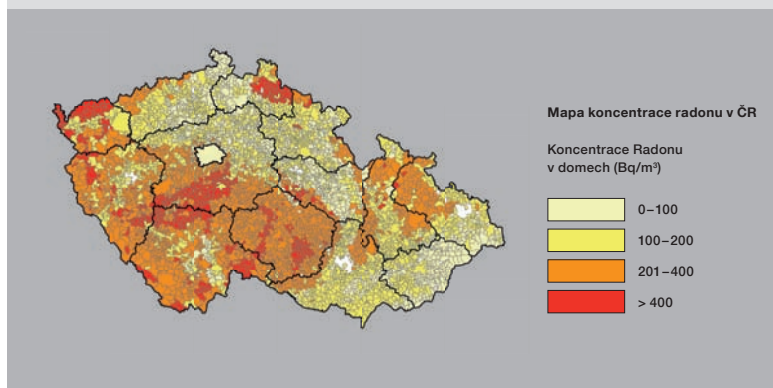 Mapa koncentrace radonu v ČR
Koncentrace Radonu
v domech (Bq/m³)
0–100
100–200
201–400
> 400